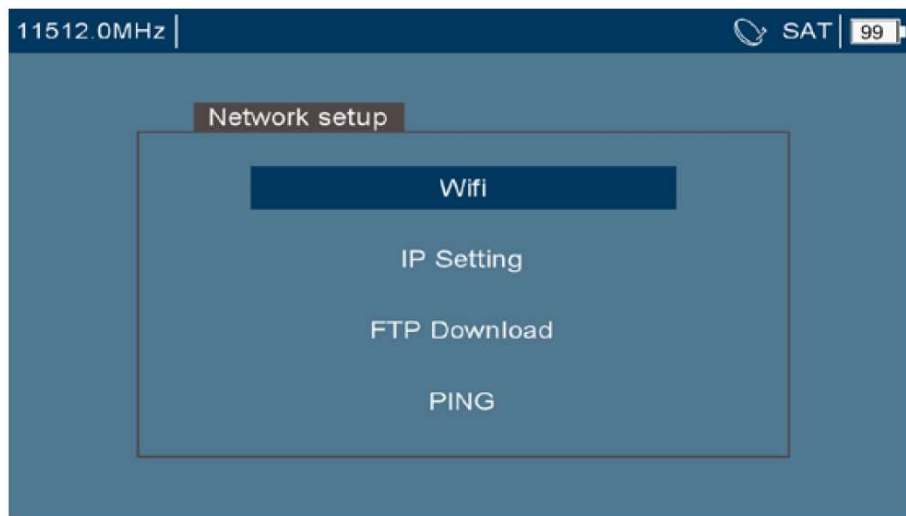 11512.0MHz SAT 99
Network setup
Wifi
IP Setting
FTP Download
PING